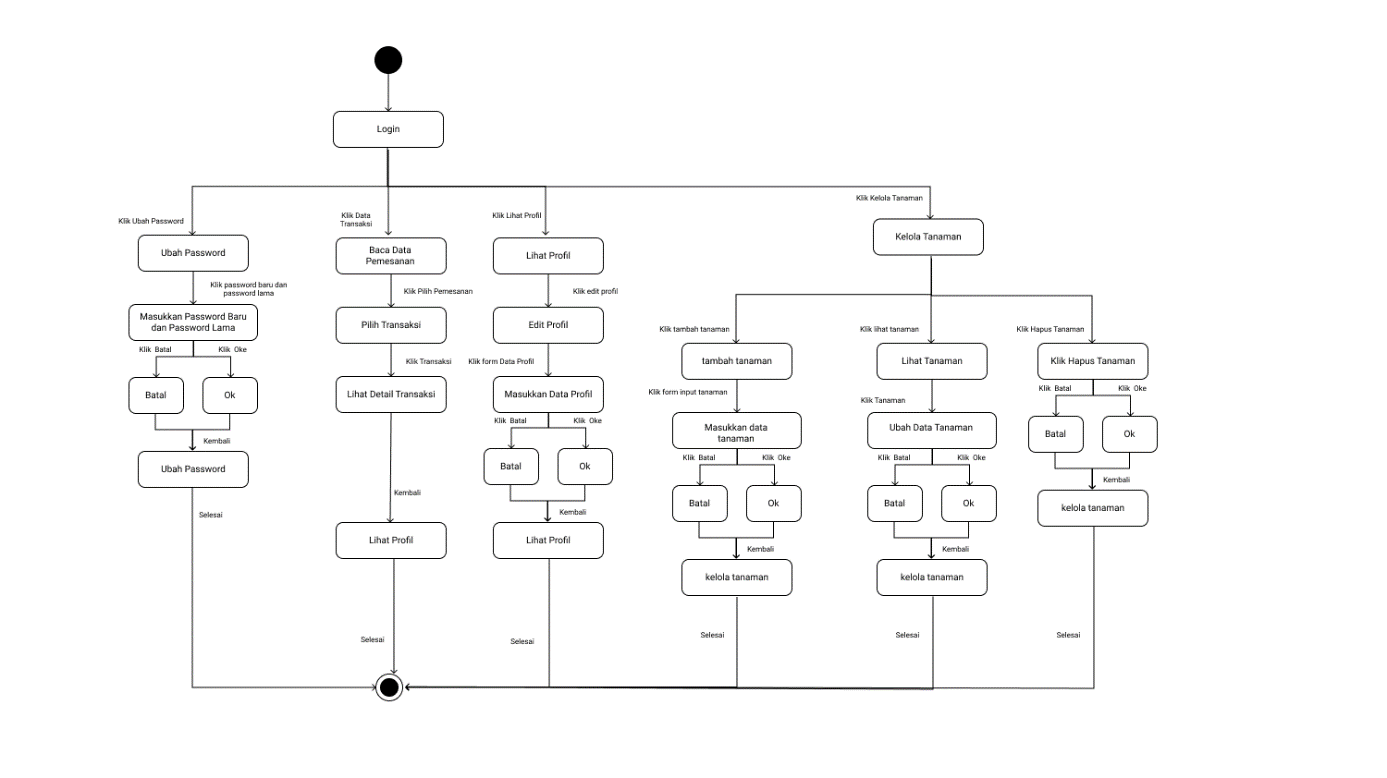 Login
Klik Kelola Tanaman
Klik Ubah Password
Klik Data
Transaksi
Klik Lihat Profil
Kelola Tanaman
Ubah Password
Baca Data
Pemesanan
Lihat Profil
Klik password baru dan
password lama
Klik Pilih Pemesanan
Klik edit profil
Masukkan Password Baru
dan Password Lama
Pilih Transaksi
Edit Profil
Klik tambah tanaman
Klik lihat tanaman
Klik Hapus Tanaman
Klik Batal
Klik Oke
Klik Transaksi
Klik form Data Profil
tambah tanaman
Lihat Tanaman
Klik Hapus Tanaman
Batal
Ok
Lihat Detail Transaksi
Masukkan Data Profil
Klik form input tanaman
Klik Tanaman
Klik Batal
Klik Oke
Klik Batal
Klik Oke
Masukkan data
tanaman
Ubah Data Tanaman
Batal
Ok
Kembali
Klik Batal
Klik Oke
Klik Batal
Klik Oke
Ubah Password
Batal
Ok
Kembali
Kembali
Batal
Ok
Batal
Ok
kelola tanaman
Selesai
Kembali
Lihat Profil
Lihat Profil
Kembali
Kembali
kelola tanaman
kelola tanaman
Selesai
Selesai
Selesai
Selesai
Selesai